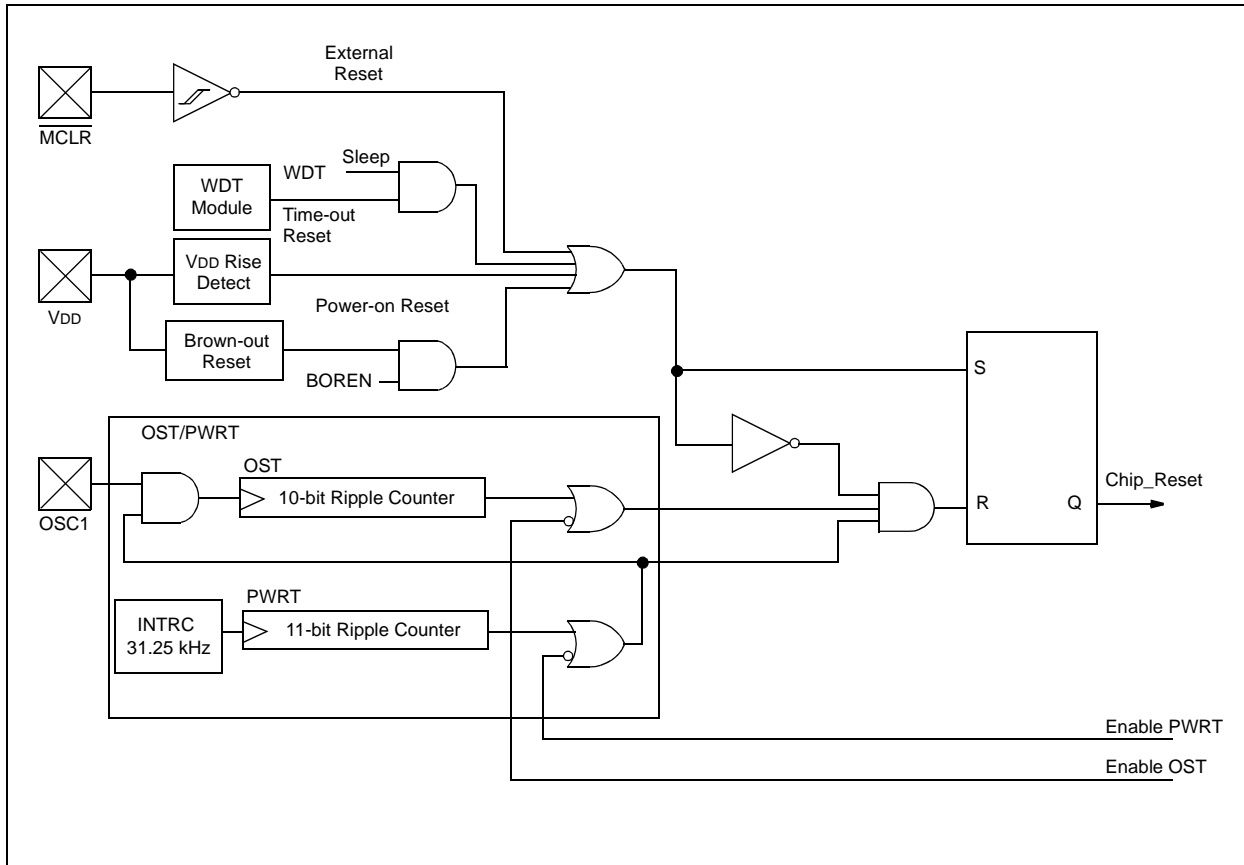 External
Reset
MCLR
Sleep
WDT
WDT
Module
Time-out
Reset
VDD Rise
Detect
VDD
Power-on Reset
Brown-out
Reset
BOREN
S
OST/PWRT
OST
10-bit Ripple Counter
OSC1
Chip_Reset
R
Q
PWRT
INTRC
31.25 kHz
11-bit Ripple Counter
Enable PWRT
Enable OST